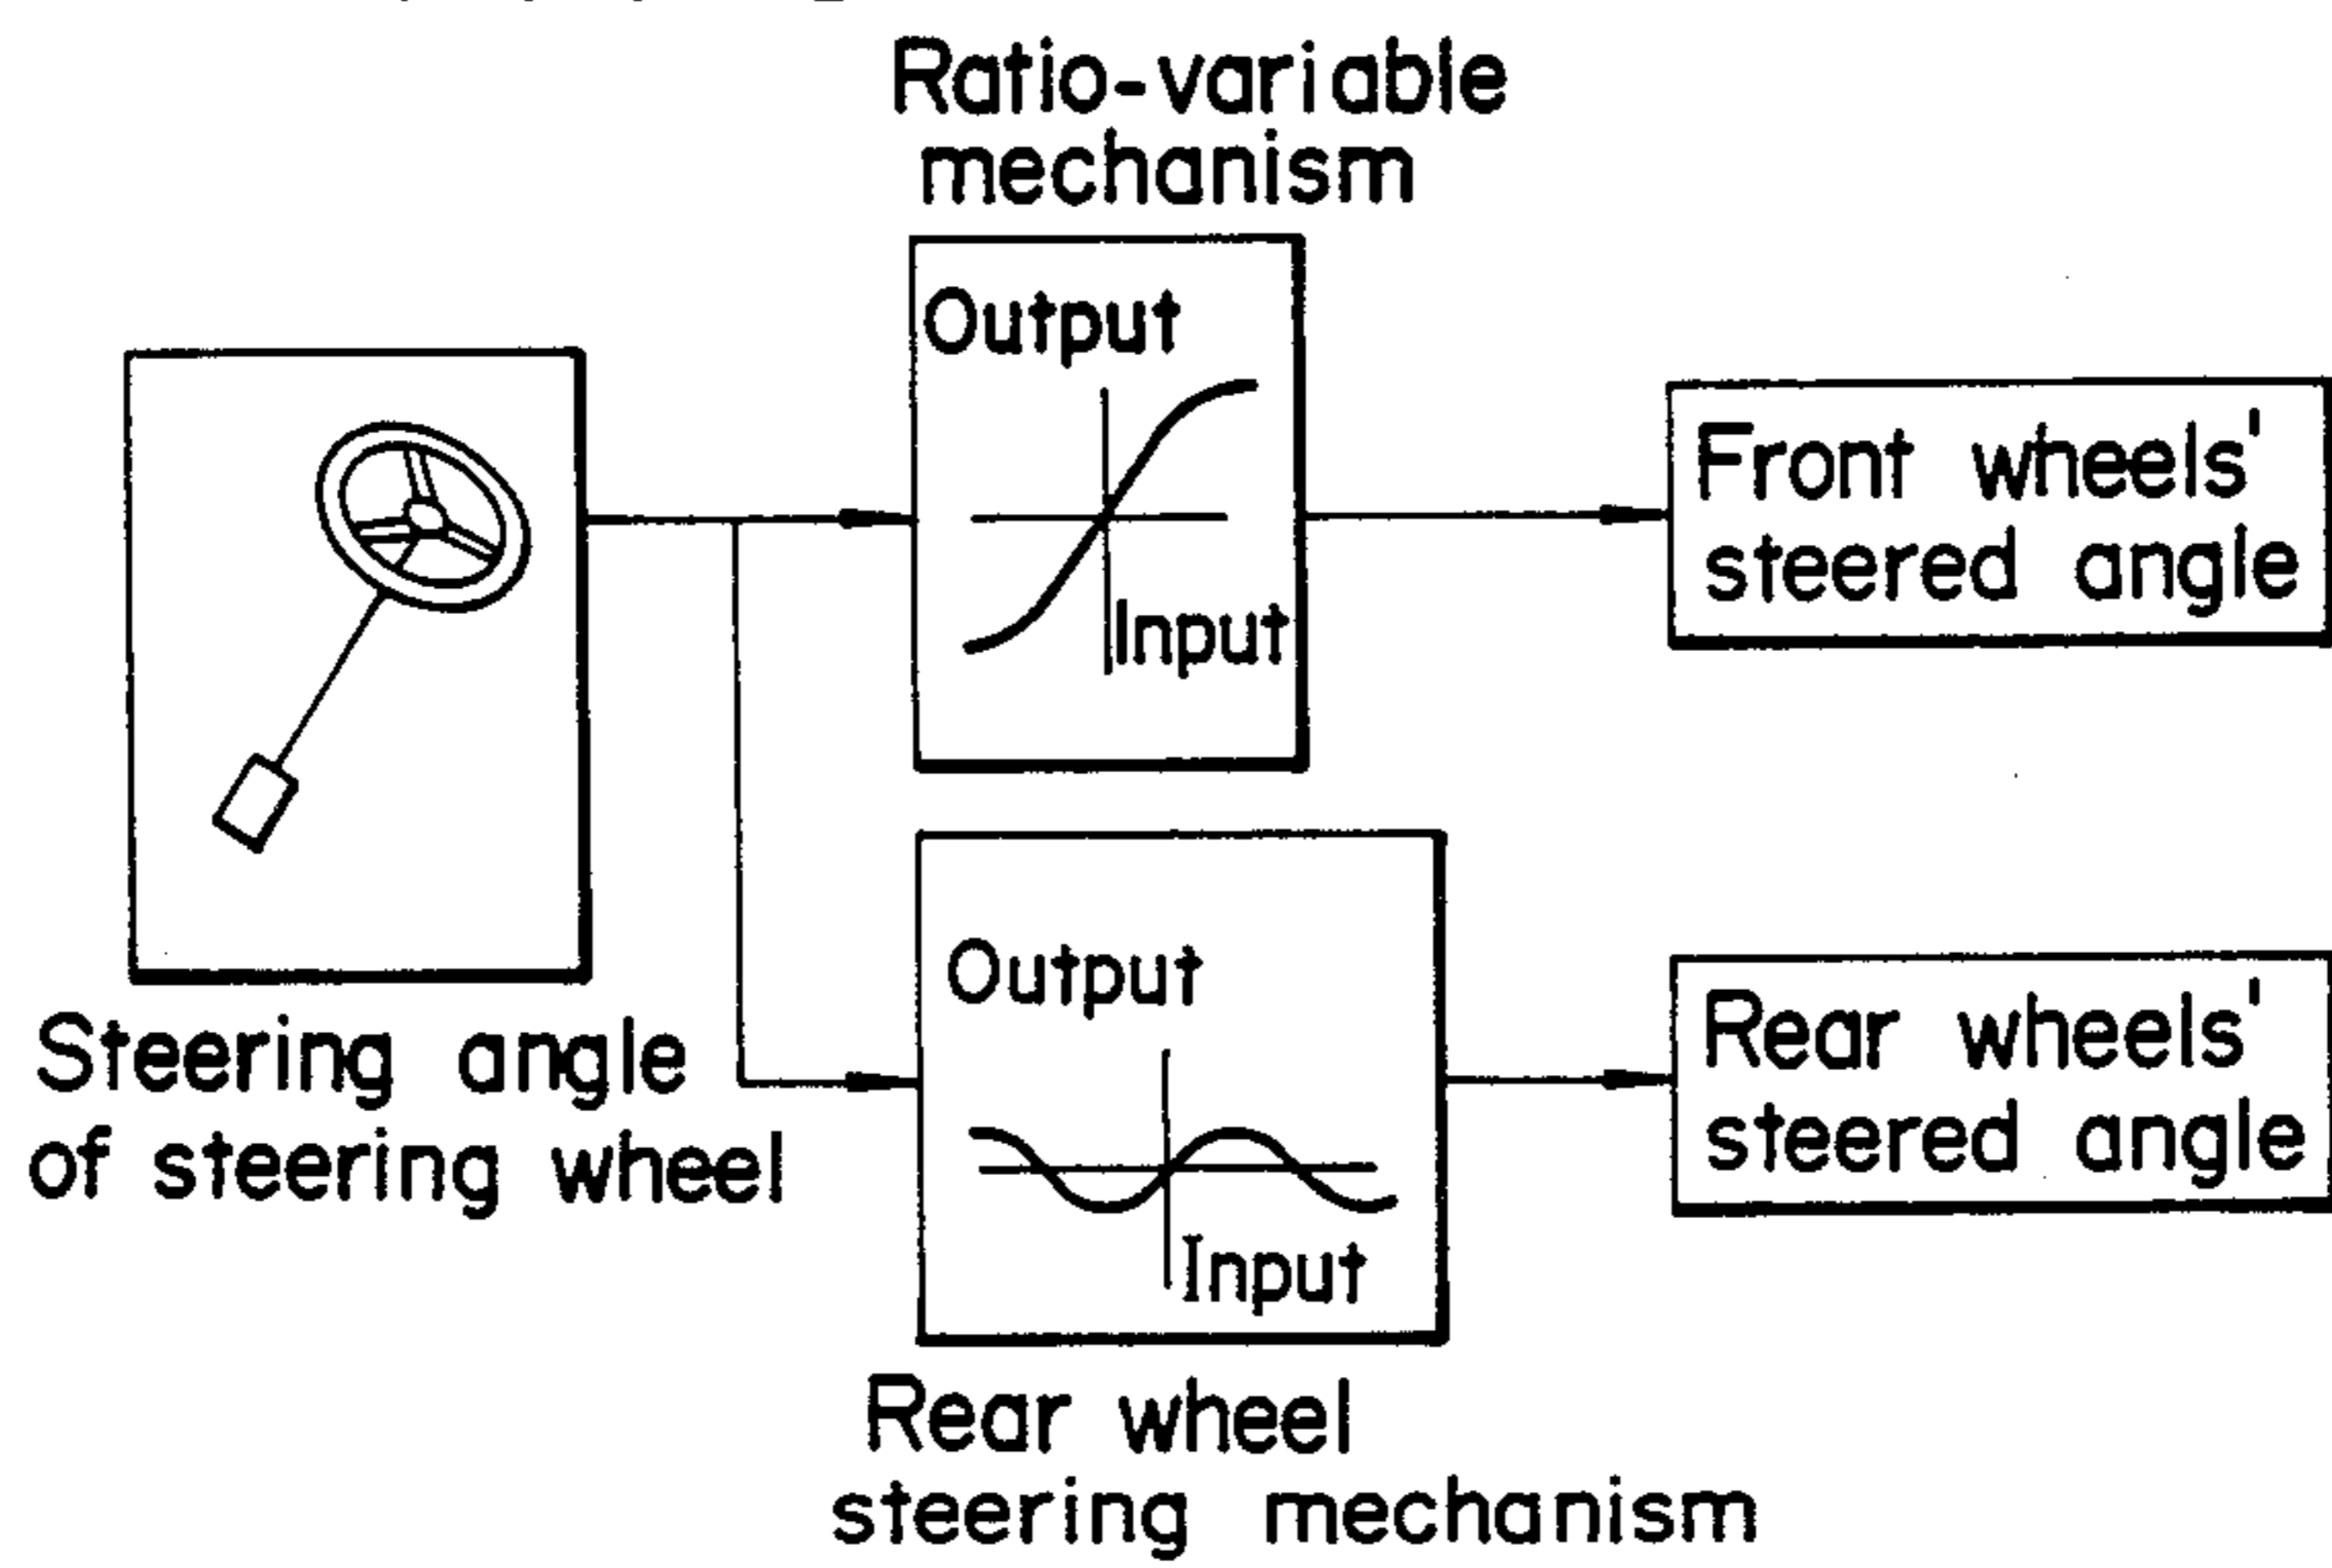 Ratio-variable
mechanism
Output
Input
Front wheels'
steered angle
Steering angle
of steering wheel
Output
Input
Rear wheels'
steered angle
Rear wheel
steering mechanism